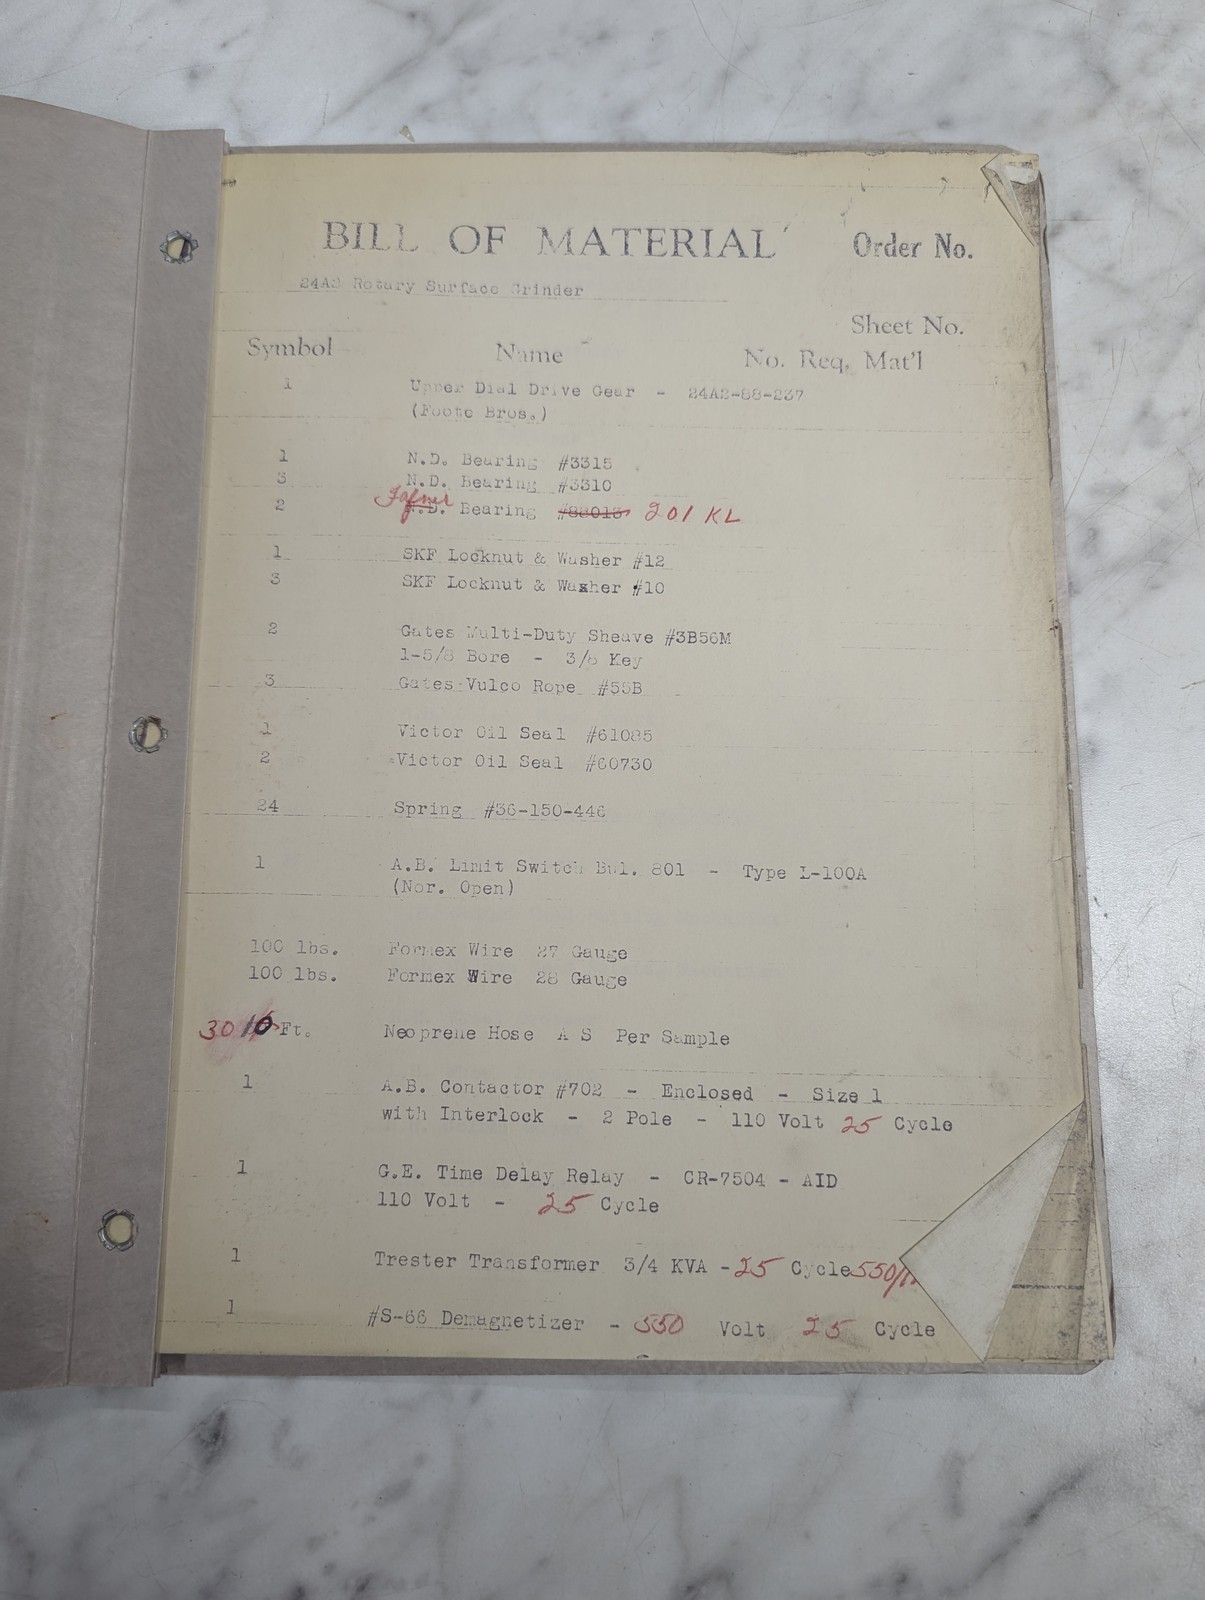 BILL OF MATERIAL Order No.
24A2 Rotary Surface Grinder
Sheet No.
Symbol Name No. Req. Mat'l
1 Upper Dial Drive Gear - 24A2-88-237
(Foote Bros.)
1 N.D. Bearing #3315
3 N.D. Bearing #3310
2 Fafner N.D. Bearing #88013 201 KL
1 SKF Locknut & Washer #12
3 SKF Locknut & Washer #10
2 Gates Multi-Duty Sheave #3B56M
1-5/8 Bore - 3/8 Key
3 Gates Vulco Rope #55B
1 Victor Oil Seal #61085
2 Victor Oil Seal #60730
24 Spring #36-150-446
1 A.B. Limit Switch Bul. 801 - Type L-100A
(Nor. Open)
100 lbs. Formex Wire 27 Gauge
100 lbs. Formex Wire 28 Gauge
30 10 Ft. Neoprene Hose A S Per Sample
1 A.B. Contactor #702 - Enclosed - Size 1
with Interlock - 2 Pole - 110 Volt 25 Cycle
1 G.E. Time Delay Relay - CR-7504 - AID
110 Volt - 25 Cycle
1 Trester Transformer 3/4 KVA - 25 Cycle 550/
1 #S-66 Demagnetizer - 550 Volt 25 Cycle